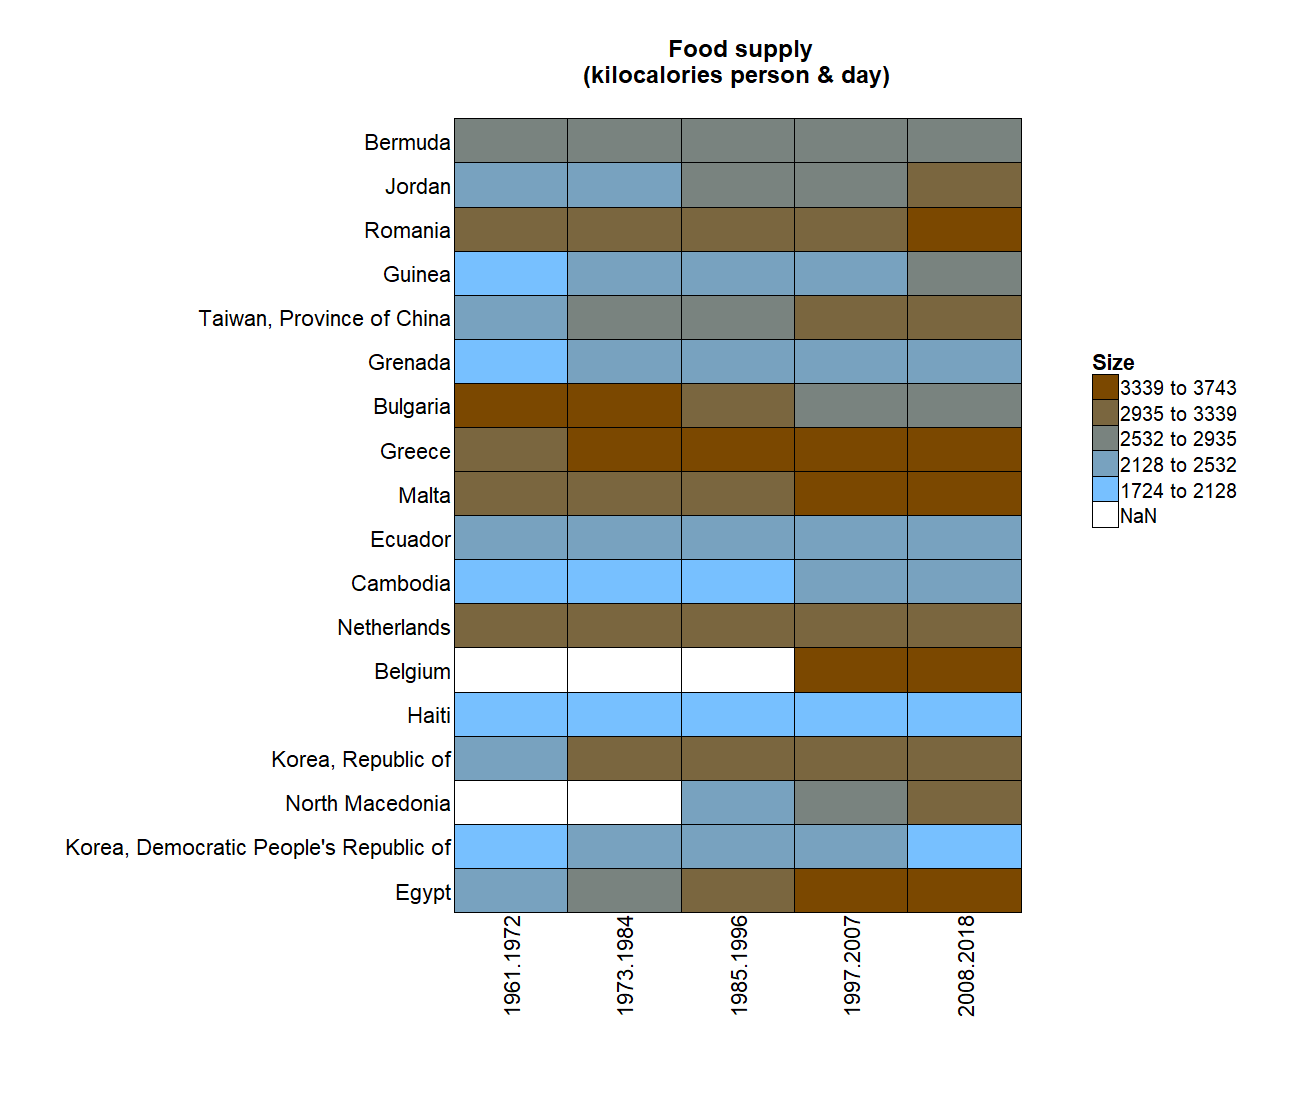 Food supply
(kilocalories person & day)
Bermuda
Jordan
Romania
Guinea
Taiwan, Province of China
Grenada
Bulgaria
Greece
Malta
Ecuador
Cambodia
Netherlands
Belgium
Haiti
Korea, Republic of
North Macedonia
Korea, Democratic People's Republic of
Egypt
1961.1972
1973.1984
1985.1996
1997.2007
2008.2018
Size
3339 to 3743
2935 to 3339
2532 to 2935
2128 to 2532
1724 to 2128
NaN